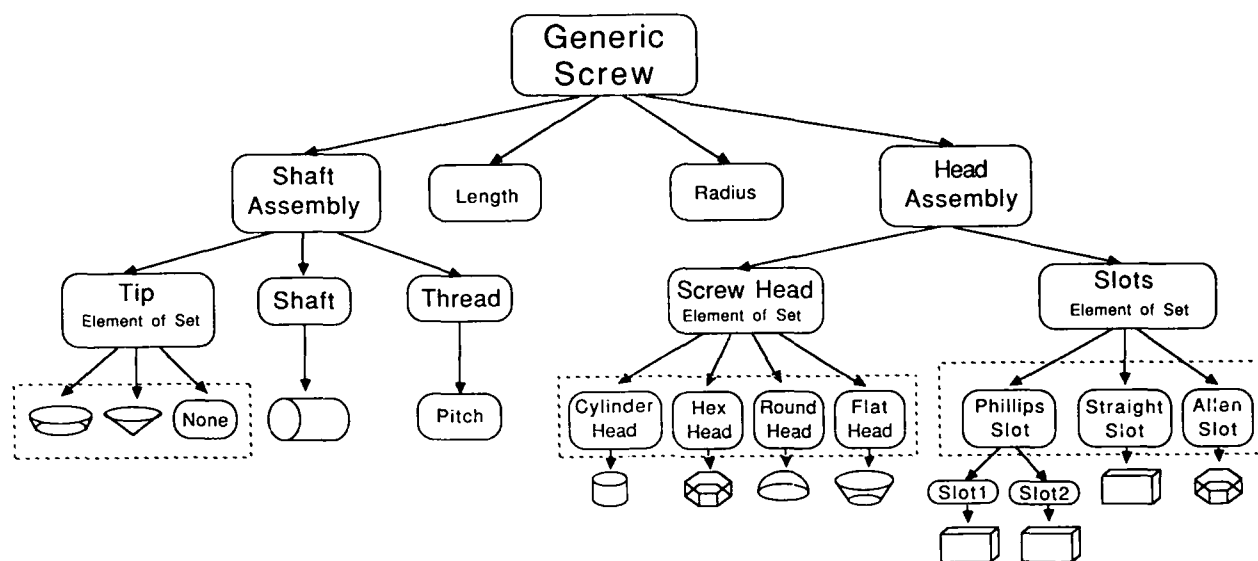 Generic
Screw
Shaft
Assembly
Length
Radius
Head
Assembly
Tip
Element of Set
Shaft
Thread
Screw Head
Element of Set
Slots
Element of Set
None
Pitch
Cylinder
Head
Hex
Head
Round
Head
Flat
Head
Phillips
Slot
Straight
Slot
Allen
Slot
Slot1
Slot2